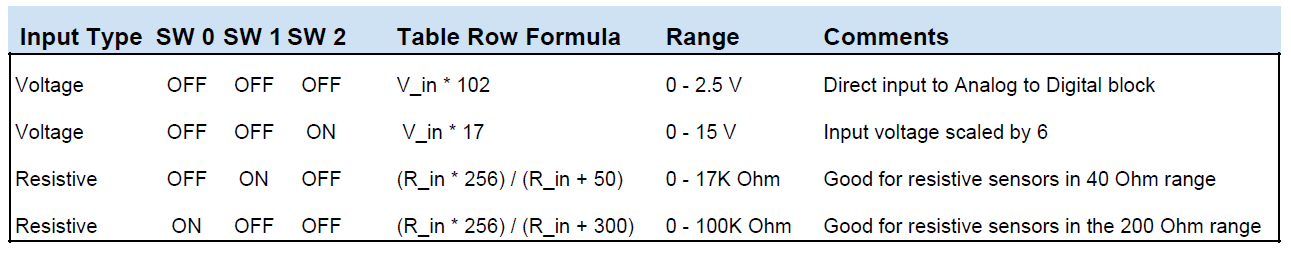 Input Type SW 0 SW 1 SW 2 Table Row Formula Range Comments
Voltage OFF OFF OFF V_in * 102 0 - 2.5 V Direct input to Analog to Digital block
Voltage OFF OFF ON V_in * 17 0 - 15 V Input voltage scaled by 6
Resistive OFF ON OFF (R_in * 256) / (R_in + 50) 0 - 17K Ohm Good for resistive sensors in 40 Ohm range
Resistive ON OFF OFF (R_in * 256) / (R_in + 300) 0 - 100K Ohm Good for resistive sensors in the 200 Ohm range